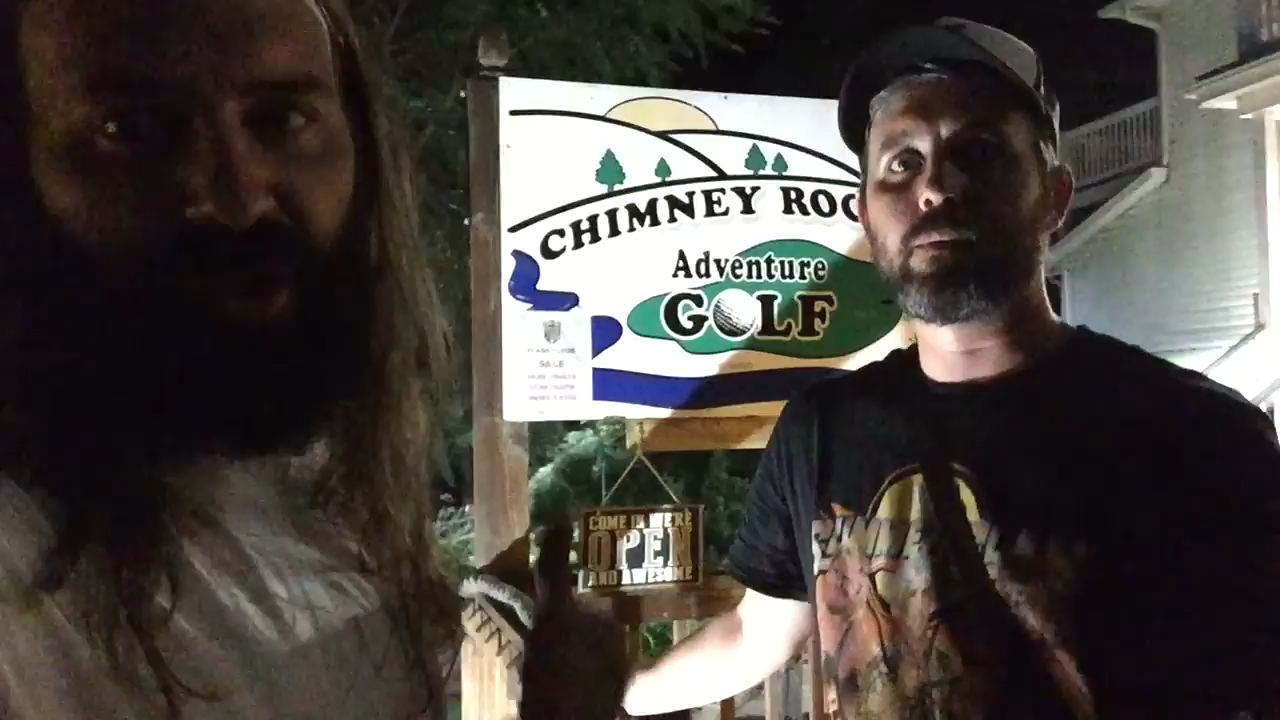 CHIMNEY ROC
Adventure
GOLF
SALE
COME IN WE'RE
OPEN
AND AWESOME